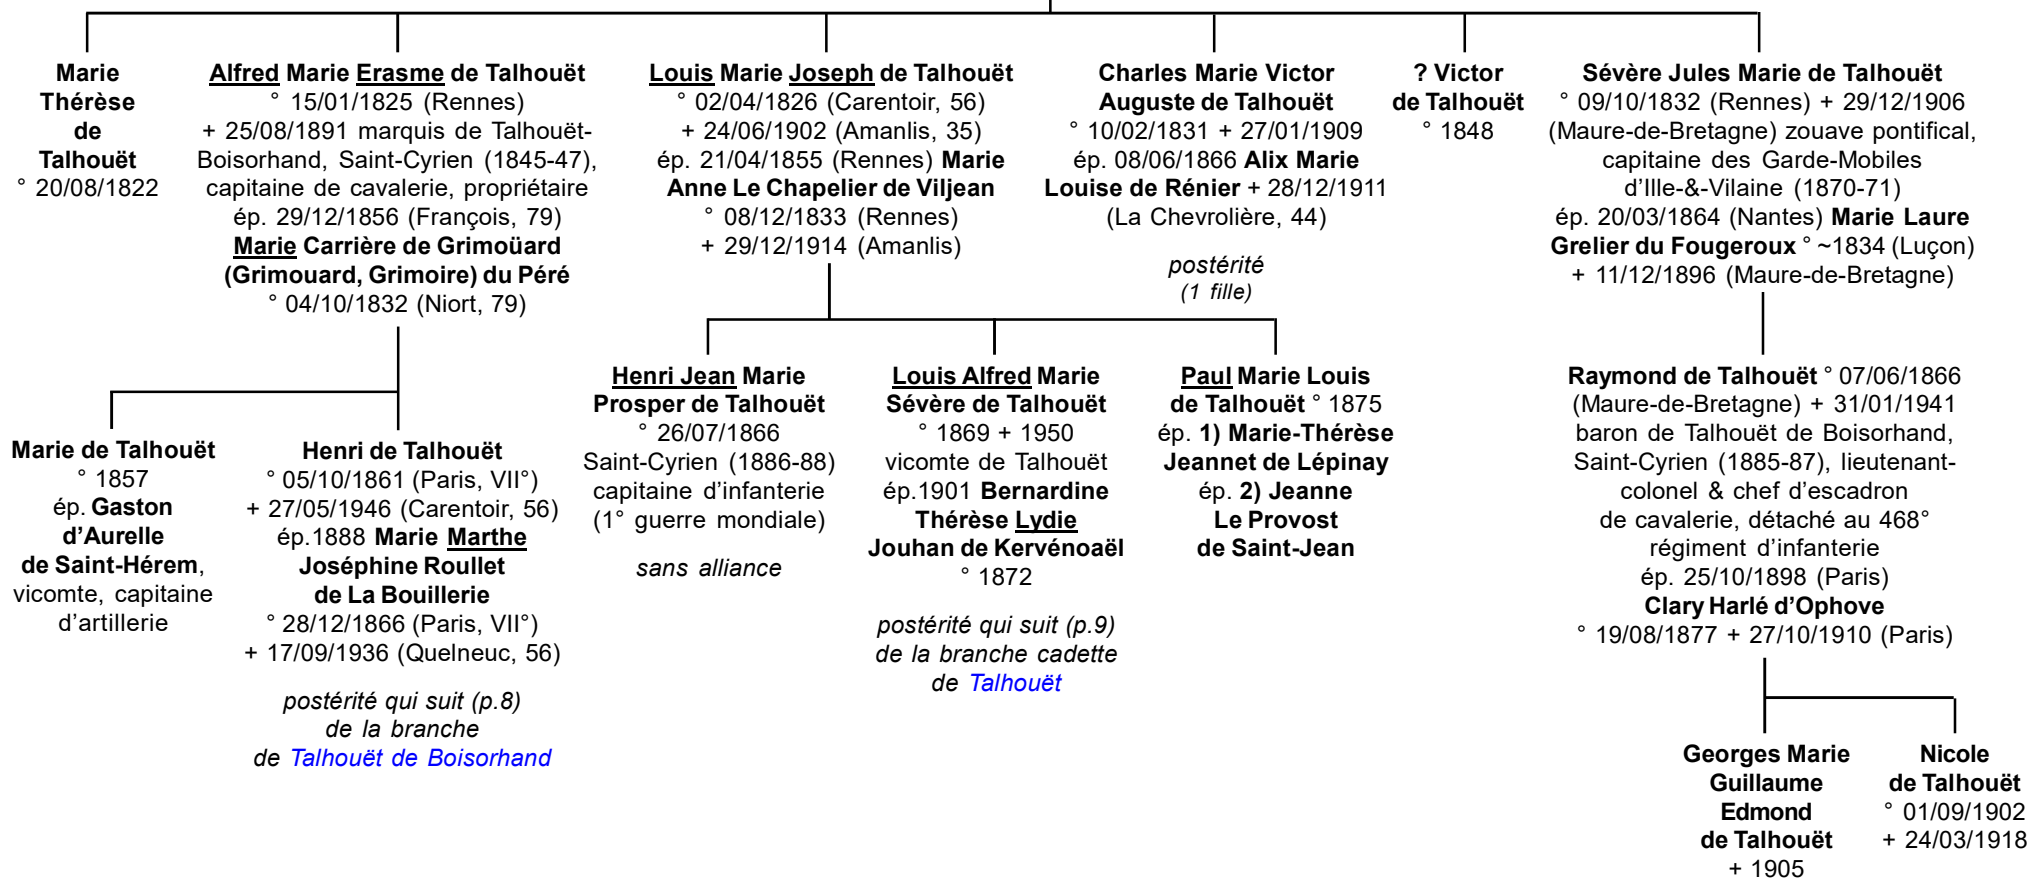 Marie
Thérèse
de
Talhouët
° 20/08/1822
Alfred Marie Erasme de Talhouët
° 15/01/1825 (Rennes)
+ 25/08/1891 marquis de Talhouët-
Boisorhand, Saint-Cyrien (1845-47),
capitaine de cavalerie, propriétaire
ép. 29/12/1856 (François, 79)
Marie Carrière de Grimoüard
(Grimouard, Grimoire) du Péré
° 04/10/1832 (Niort, 79)
Louis Marie Joseph de Talhouët
° 02/04/1826 (Carentoir, 56)
+ 24/06/1902 (Amanlis, 35)
ép. 21/04/1855 (Rennes) Marie
Anne Le Chapelier de Viljean
° 08/12/1833 (Rennes)
+ 29/12/1914 (Amanlis)
Charles Marie Victor
Auguste de Talhouët
° 10/02/1831 + 27/01/1909
ép. 08/06/1866 Alix Marie
Louise de Rénier + 28/12/1911
(La Chevrolière, 44)
postérité
(1 fille)
? Victor
de Talhouët
° 1848
Sévère Jules Marie de Talhouët
° 09/10/1832 (Rennes) + 29/12/1906
(Maure-de-Bretagne) zouave pontifical,
capitaine des Garde-Mobiles
d'Ille-&-Vilaine (1870-71)
ép. 20/03/1864 (Nantes) Marie Laure
Grelier du Fougeroux ° ~1834 (Luçon)
+ 11/12/1896 (Maure-de-Bretagne)
Marie de Talhouët
° 1857
ép. Gaston
d'Aurelle
de Saint-Hérem,
vicomte, capitaine
d'artillerie
Henri de Talhouët
° 05/10/1861 (Paris, VII°)
+ 27/05/1946 (Carentoir, 56)
ép.1888 Marie Marthe
Joséphine Roullet
de La Bouillerie
° 28/12/1866 (Paris, VII°)
+ 17/09/1936 (Quelneuc, 56)
postérité qui suit (p.8)
de la branche
de Talhouët de Boisorhand
Henri Jean Marie
Prosper de Talhouët
° 26/07/1866
Saint-Cyrien (1886-88)
capitaine d'infanterie
(1° guerre mondiale)
sans alliance
Louis Alfred Marie
Sévère de Talhouët
° 1869 + 1950
vicomte de Talhouët
ép.1901 Bernardine
Thérèse Lydie
Jouhan de Kervénoaël
° 1872
postérité qui suit (p.9)
de la branche cadette
de Talhouët
Paul Marie Louis
de Talhouët ° 1875
ép. 1) Marie-Thérèse
Jeannet de Lépinay
ép. 2) Jeanne
Le Provost
de Saint-Jean
Raymond de Talhouët ° 07/06/1866
(Maure-de-Bretagne) + 31/01/1941
baron de Talhouët de Boisorhand,
Saint-Cyrien (1885-87), lieutenant-
colonel & chef d'escadron
de cavalerie, détaché au 468°
régiment d'infanterie
ép. 25/10/1898 (Paris)
Clary Harlé d'Ophove
° 19/08/1877 + 27/10/1910 (Paris)
Georges Marie
Guillaume
Edmond
de Talhouët
+ 1905
Nicole
de Talhouët
° 01/09/1902
+ 24/03/1918